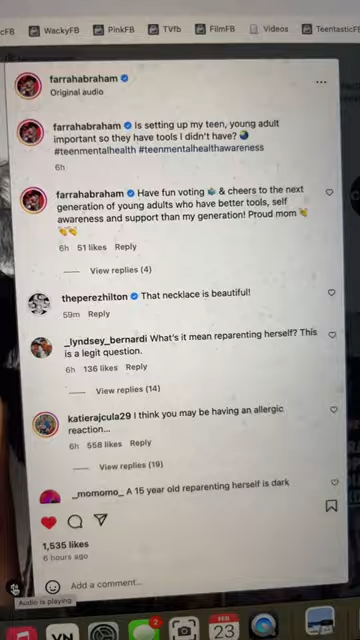 cFB WackyFB PinkFB TVfb FilmFB Videos TeentasticFB
farrahabraham
Original audio
...
farrahabraham Is setting up my teen, young adult
important so they have tools I didn't have? 🌏
#teenmentalhealth #teenmentalhealthawareness
6h
farrahabraham Have fun voting 🗳️ & cheers to the next
generation of young adults who have better tools, self
awareness and support than my generation! Proud mom 👏
👏👏
6h 51 likes Reply
View replies (4)
theperezhilton That necklace is beautiful!
59m Reply
_lyndsey_bernardi What's it mean reparenting herself? This
is a legit question.
6h 136 likes Reply
View replies (14)
katierajcula29 I think you may be having an allergic
reaction...
6h 558 likes Reply
View replies (19)
_momomo_ A 15 year old reparenting herself is dark
1,535 likes
6 hours ago
Add a comment...
Audio is playing
VN
2
FEB
23